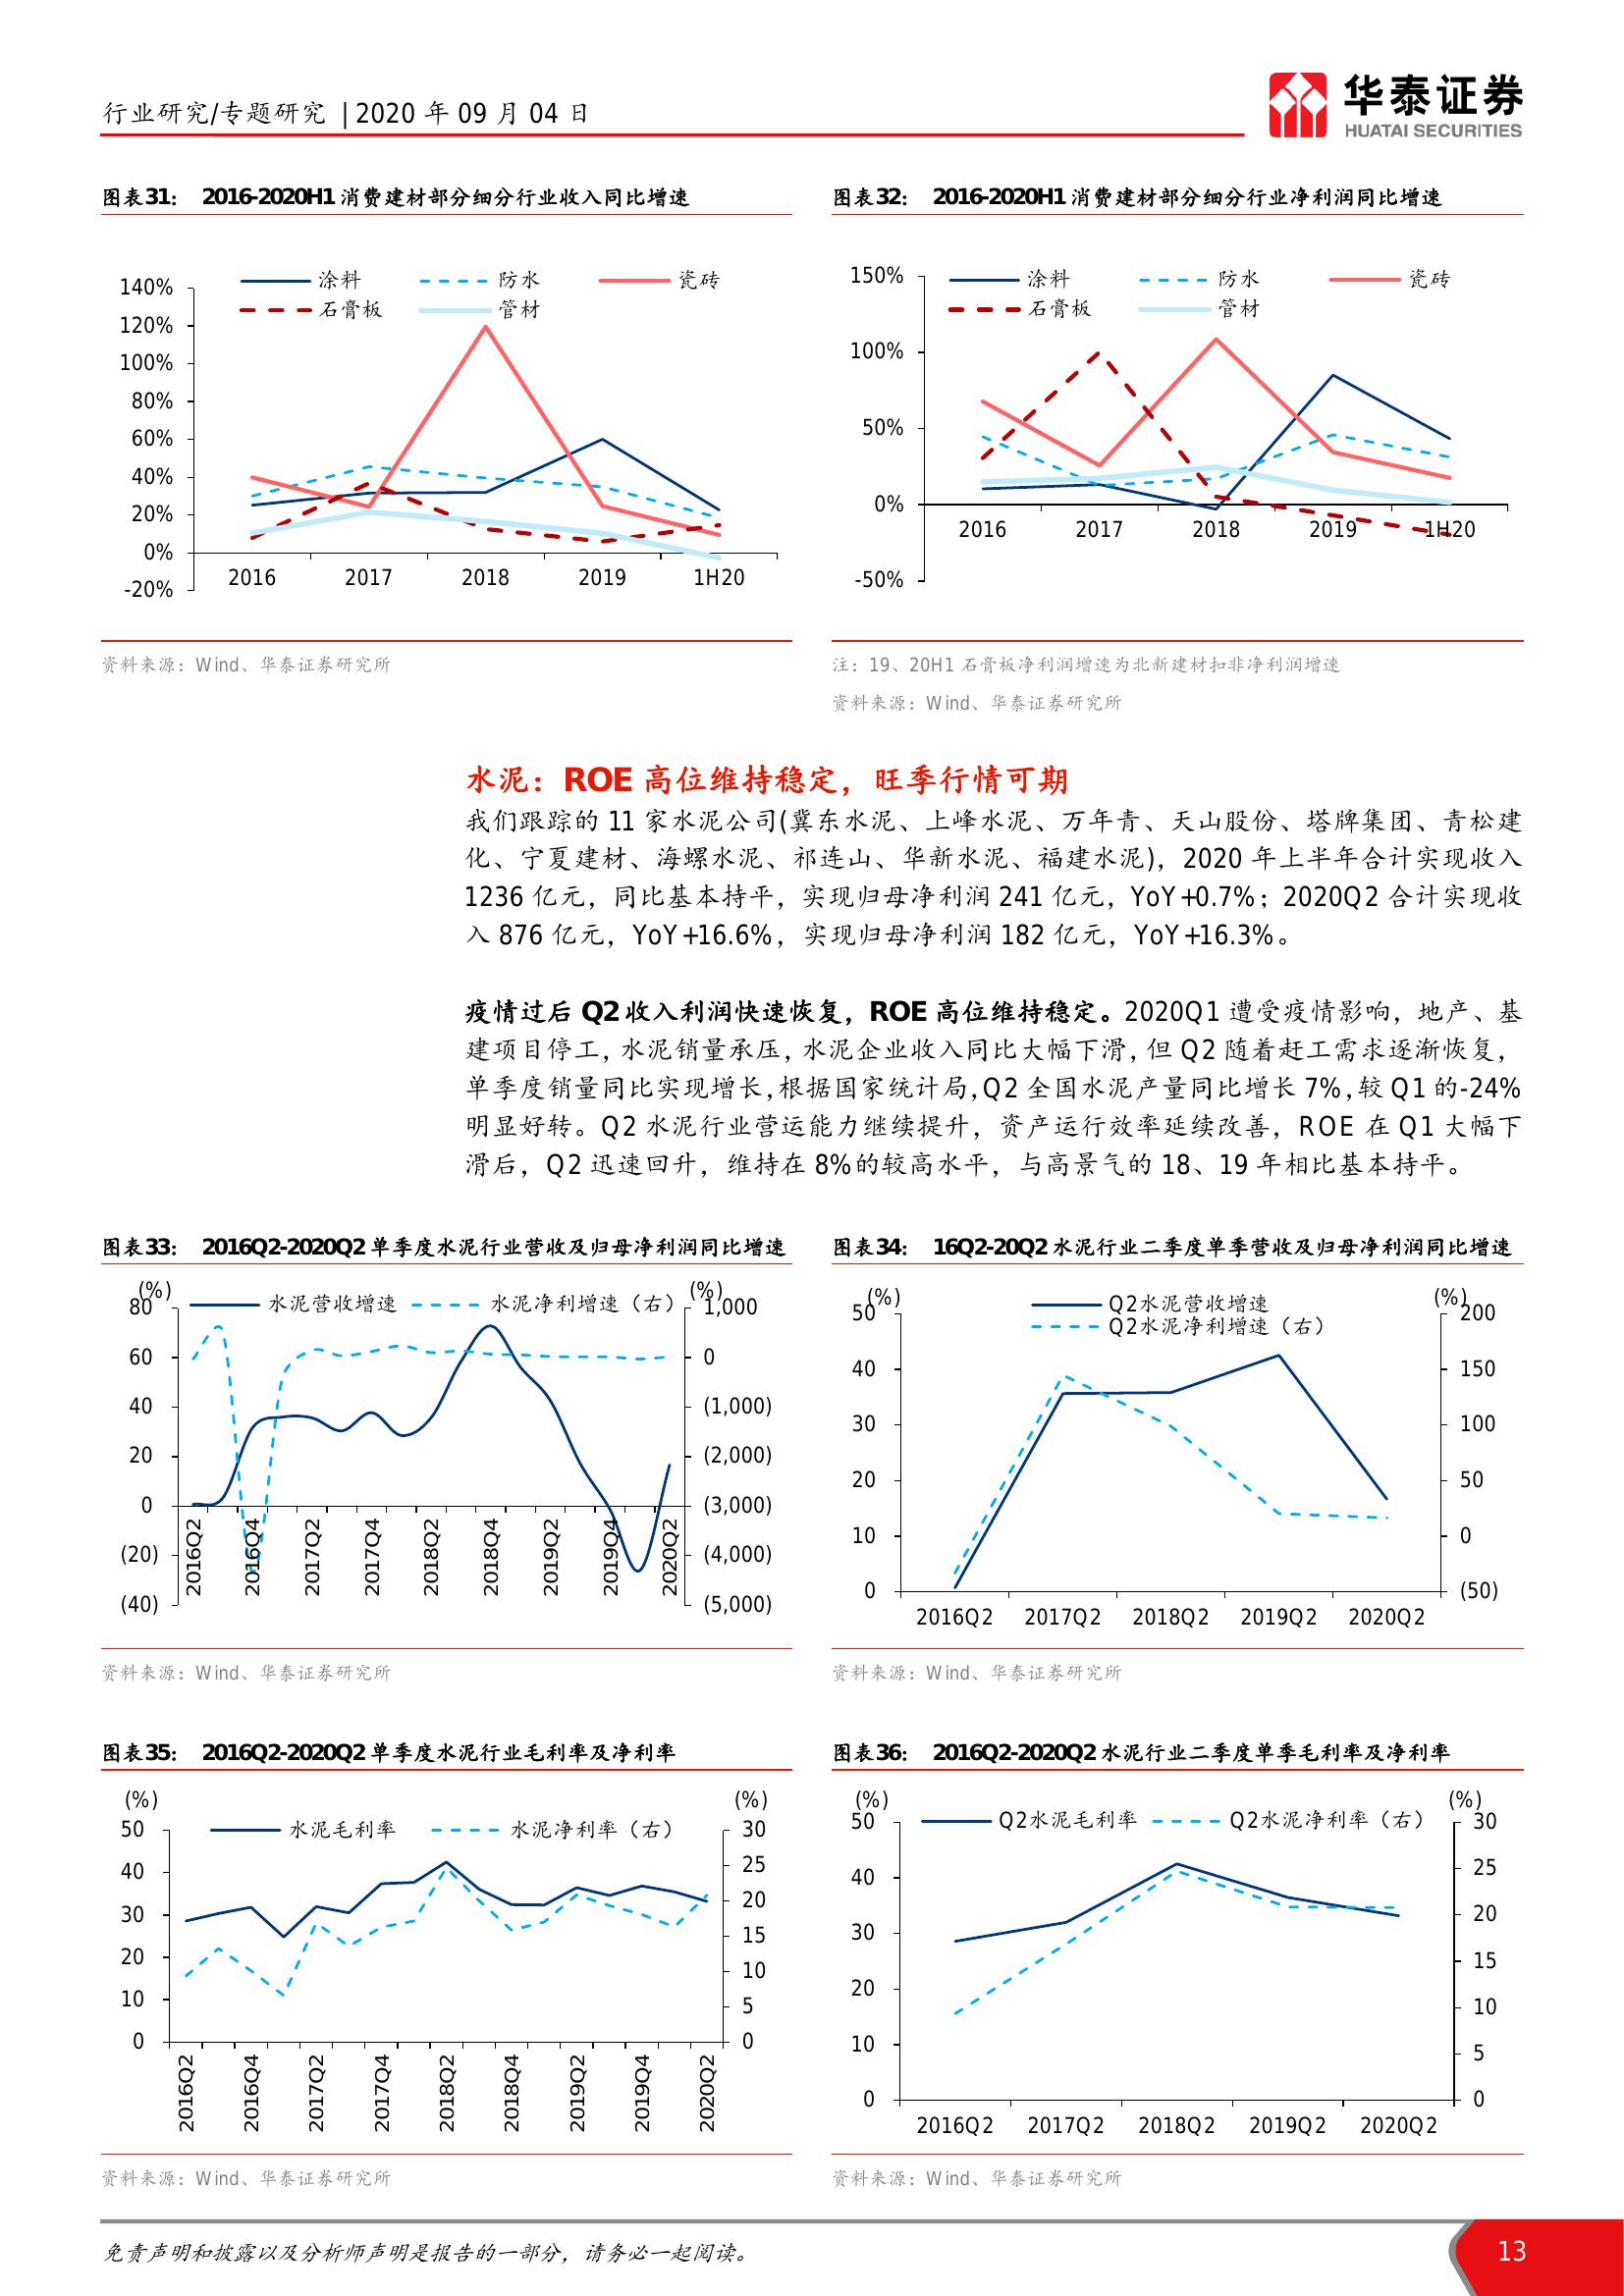 行业研究/专题研究 | 2020 年 09 月 04 日
华泰证券
HUATAI SECURITIES
图表31： 2016-2020H1 消费建材部分细分行业收入同比增速
涂料 防水 瓷砖
石膏板 管材
140%
120%
100%
80%
60%
40%
20%
0%
-20%
2016 2017 2018 2019 1H20
资料来源：Wind、华泰证券研究所
图表32： 2016-2020H1 消费建材部分细分行业净利润同比增速
涂料 防水 瓷砖
石膏板 管材
150%
100%
50%
0%
-50%
2016 2017 2018 2019 1H20
注：19、20H1 石膏板净利润增速为北新建材扣非净利润增速
资料来源：Wind、华泰证券研究所
水泥：ROE 高位维持稳定，旺季行情可期
我们跟踪的 11 家水泥公司(冀东水泥、上峰水泥、万年青、天山股份、塔牌集团、青松建
化、宁夏建材、海螺水泥、祁连山、华新水泥、福建水泥)，2020 年上半年合计实现收入
1236 亿元，同比基本持平，实现归母净利润 241 亿元，YoY+0.7%；2020Q2 合计实现收
入 876 亿元，YoY+16.6%，实现归母净利润 182 亿元，YoY+16.3%。
疫情过后 Q2 收入利润快速恢复，ROE 高位维持稳定。2020Q1 遭受疫情影响，地产、基
建项目停工，水泥销量承压，水泥企业收入同比大幅下滑，但 Q2 随着赶工需求逐渐恢复，
单季度销量同比实现增长，根据国家统计局，Q2 全国水泥产量同比增长 7%，较 Q1 的-24%
明显好转。Q2 水泥行业营运能力继续提升，资产运行效率延续改善，ROE 在 Q1 大幅下
滑后，Q2 迅速回升，维持在 8%的较高水平，与高景气的 18、19 年相比基本持平。
图表33： 2016Q2-2020Q2 单季度水泥行业营收及归母净利润同比增速
(%) (%)
水泥营收增速 水泥净利增速（右）
80 1,000
60 0
40 (1,000)
20 (2,000)
0 (3,000)
(20) (4,000)
(40) (5,000)
2016Q2 2016Q4 2017Q2 2017Q4 2018Q2 2018Q4 2019Q2 2019Q4 2020Q2
资料来源：Wind、华泰证券研究所
图表34： 16Q2-20Q2 水泥行业二季度单季营收及归母净利润同比增速
(%) (%)
Q2水泥营收增速
Q2水泥净利增速（右）
50 200
40 150
30 100
20 50
10 0
0 (50)
2016Q2 2017Q2 2018Q2 2019Q2 2020Q2
资料来源：Wind、华泰证券研究所
图表35： 2016Q2-2020Q2 单季度水泥行业毛利率及净利率
(%) (%)
水泥毛利率 水泥净利率（右）
50 30
40 25
30 20
20 15
10 10
0 5
0
2016Q2 2016Q4 2017Q2 2017Q4 2018Q2 2018Q4 2019Q2 2019Q4 2020Q2
资料来源：Wind、华泰证券研究所
图表36： 2016Q2-2020Q2 水泥行业二季度单季毛利率及净利率
(%) (%)
Q2水泥毛利率 Q2水泥净利率（右）
50 30
40 25
30 20
20 15
10 10
0 5
0
2016Q2 2017Q2 2018Q2 2019Q2 2020Q2
资料来源：Wind、华泰证券研究所
免责声明和披露以及分析师声明是报告的一部分，请务必一起阅读。
13